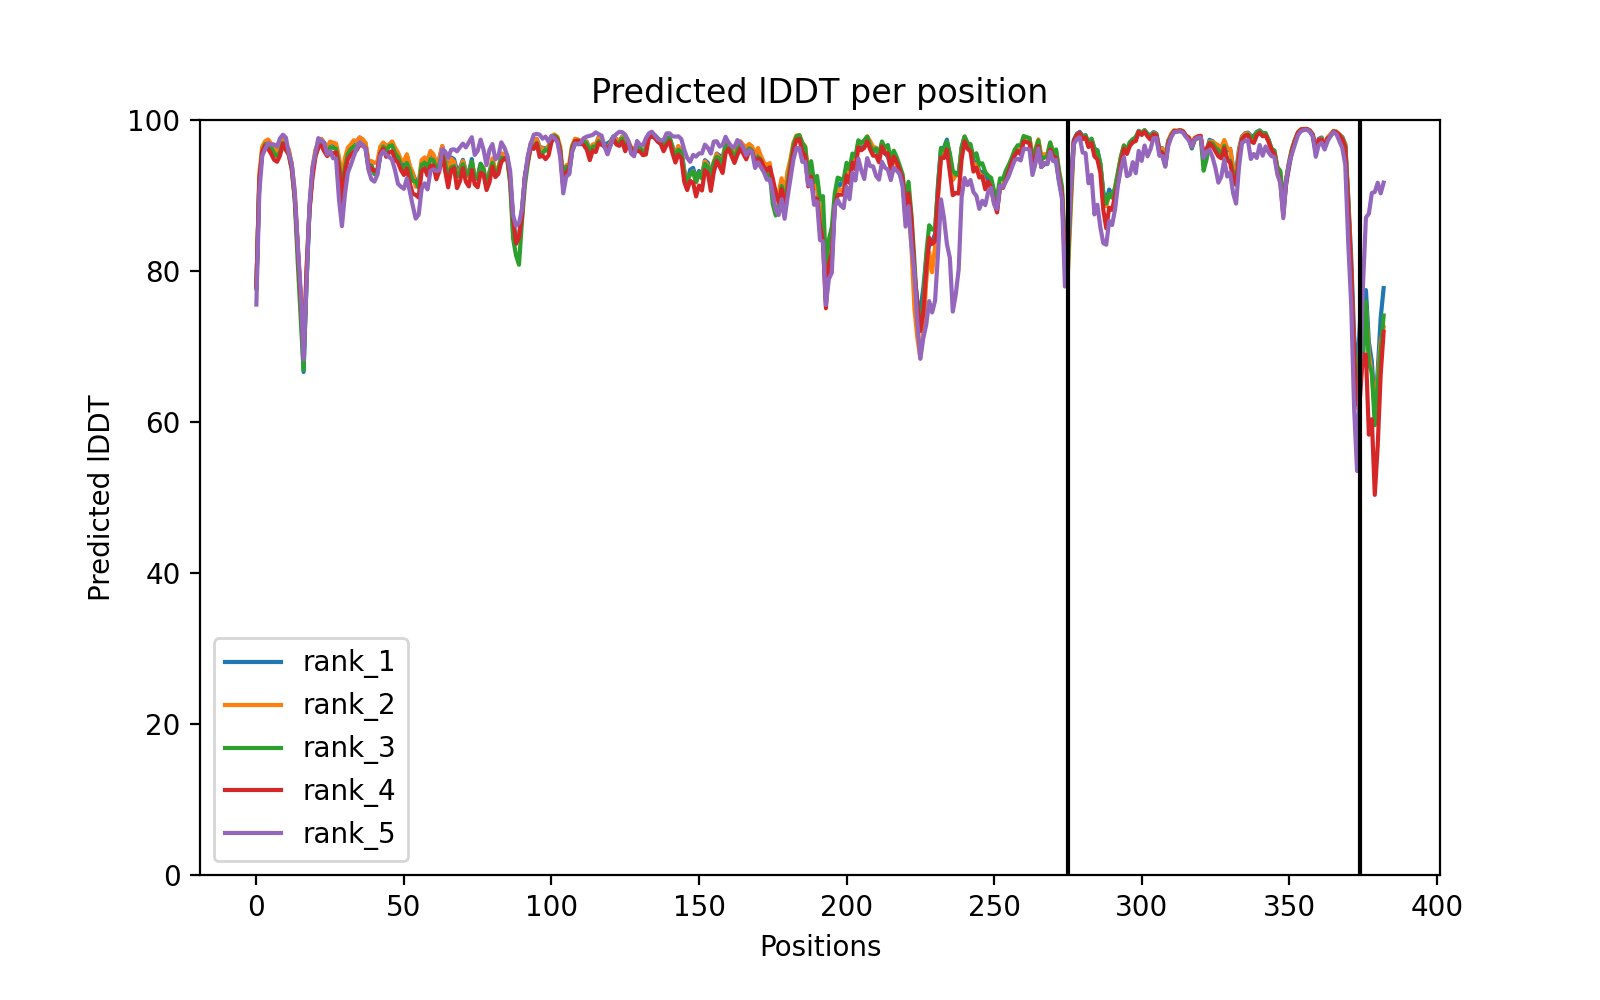 Predicted lDDT per position
100
80
60
40
20
0
Predicted lDDT
rank_1
rank_2
rank_3
rank_4
rank_5
0 50 100 150 200 250 300 350 400
Positions